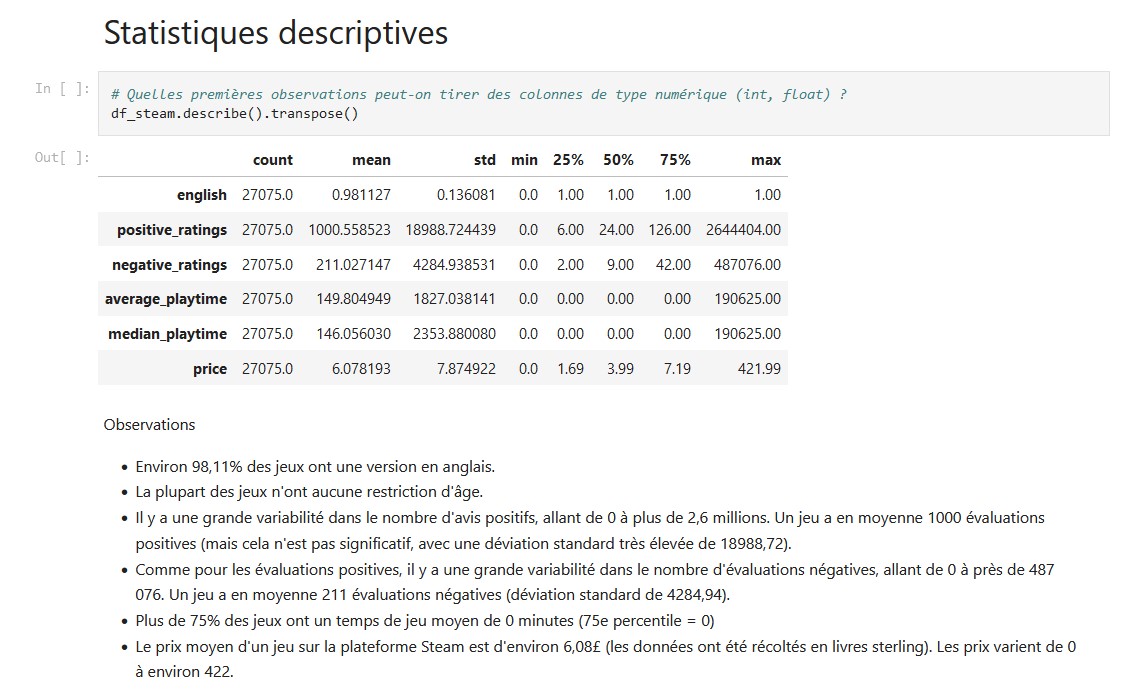 Statistiques descriptives
In [ ]:
# Quelles premières observations peut-on tirer des colonnes de type numérique (int, float) ?
df_steam.describe().transpose()
Out[ ]:
count mean std min 25% 50% 75% max
english 27075.0 0.981127 0.136081 0.0 1.00 1.00 1.00 1.00
positive_ratings 27075.0 1000.558523 18988.724439 0.0 6.00 24.00 126.00 2644404.00
negative_ratings 27075.0 211.027147 4284.938531 0.0 2.00 9.00 42.00 487076.00
average_playtime 27075.0 149.804949 1827.038141 0.0 0.00 0.00 0.00 190625.00
median_playtime 27075.0 146.056030 2353.880080 0.0 0.00 0.00 0.00 190625.00
price 27075.0 6.078193 7.874922 0.0 1.69 3.99 7.19 421.99
Observations
• Environ 98,11% des jeux ont une version en anglais.
• La plupart des jeux n'ont aucune restriction d'âge.
• Il y a une grande variabilité dans le nombre d'avis positifs, allant de 0 à plus de 2,6 millions. Un jeu a en moyenne 1000 évaluations
positives (mais cela n'est pas significatif, avec une déviation standard très élevée de 18988,72).
• Comme pour les évaluations positives, il y a une grande variabilité dans le nombre d'évaluations négatives, allant de 0 à près de 487
076. Un jeu a en moyenne 211 évaluations négatives (déviation standard de 4284,94).
• Plus de 75% des jeux ont un temps de jeu moyen de 0 minutes (75e percentile = 0)
• Le prix moyen d'un jeu sur la plateforme Steam est d'environ 6,08£ (les données ont été récoltés en livres sterling). Les prix varient de 0
à environ 422.